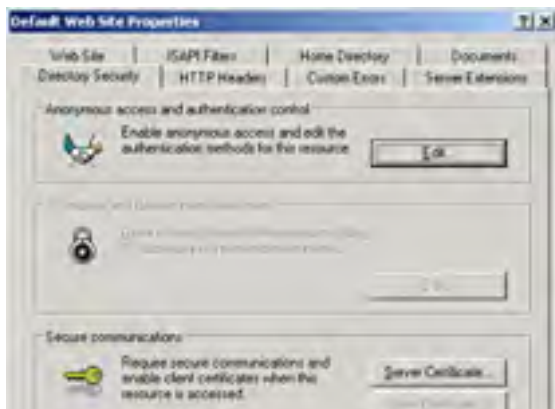 Default Web Site Properties
Web Site ISAPI Filters Home Directory Documents
Directory Security HTTP Headers Custom Errors Server Extensions
Anonymous access and authentication control
Enable anonymous access and edit the
authentication methods for this resource
Edit...
Secure communications
Require secure communications and
enable client certificates when this
resource is accessed.
Server Certificate...